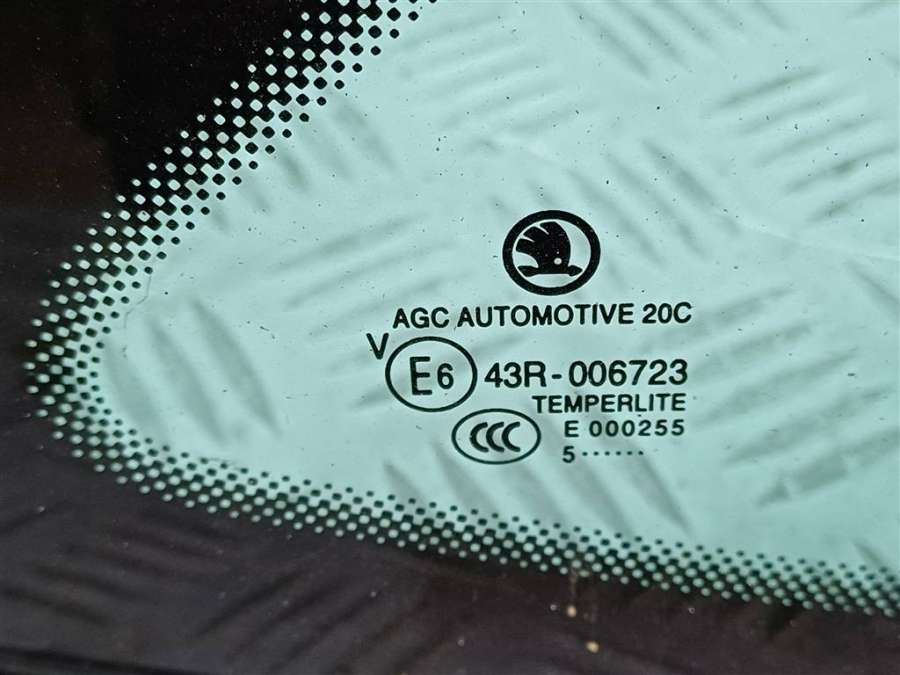 AGC AUTOMOTIVE 20C
V E6 43R-006723
TEMPERLITE
CCC E 000255
5······